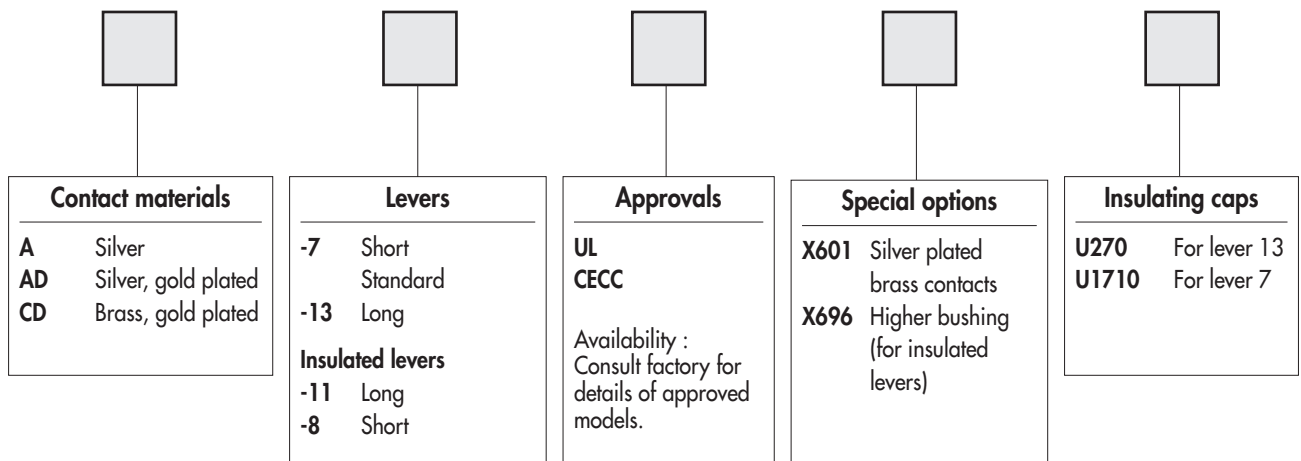 Contact materials
A Silver
AD Silver, gold plated
CD Brass, gold plated
Levers
-7 Short
Standard
-13 Long
Insulated levers
-11 Long
-8 Short
Approvals
UL
CECC
Availability :
Consult factory for
details of approved
models.
Special options
X601 Silver plated
brass contacts
X696 Higher bushing
(for insulated
levers)
Insulating caps
U270 For lever 13
U1710 For lever 7